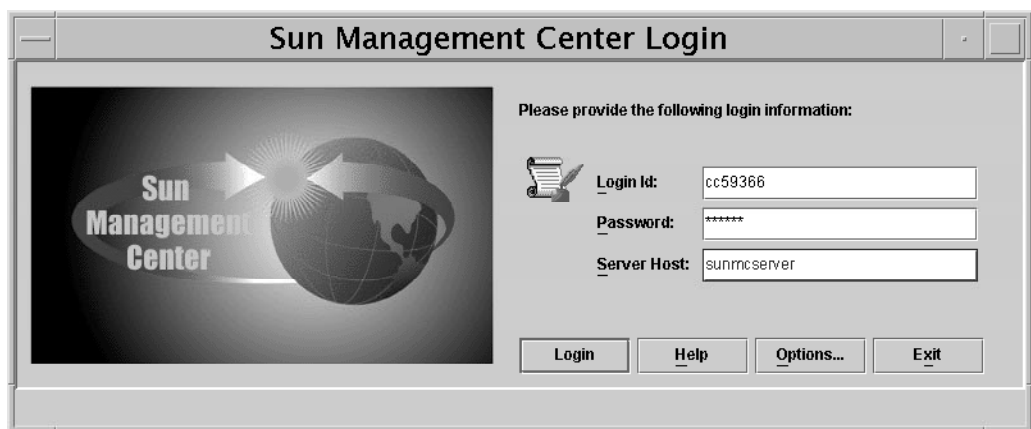 Sun Management Center Login
Sun
Management
Center
Please provide the following login information:
Login Id: cc59366
Password: ******
Server Host: sunmcserver
Login Help Options... Exit